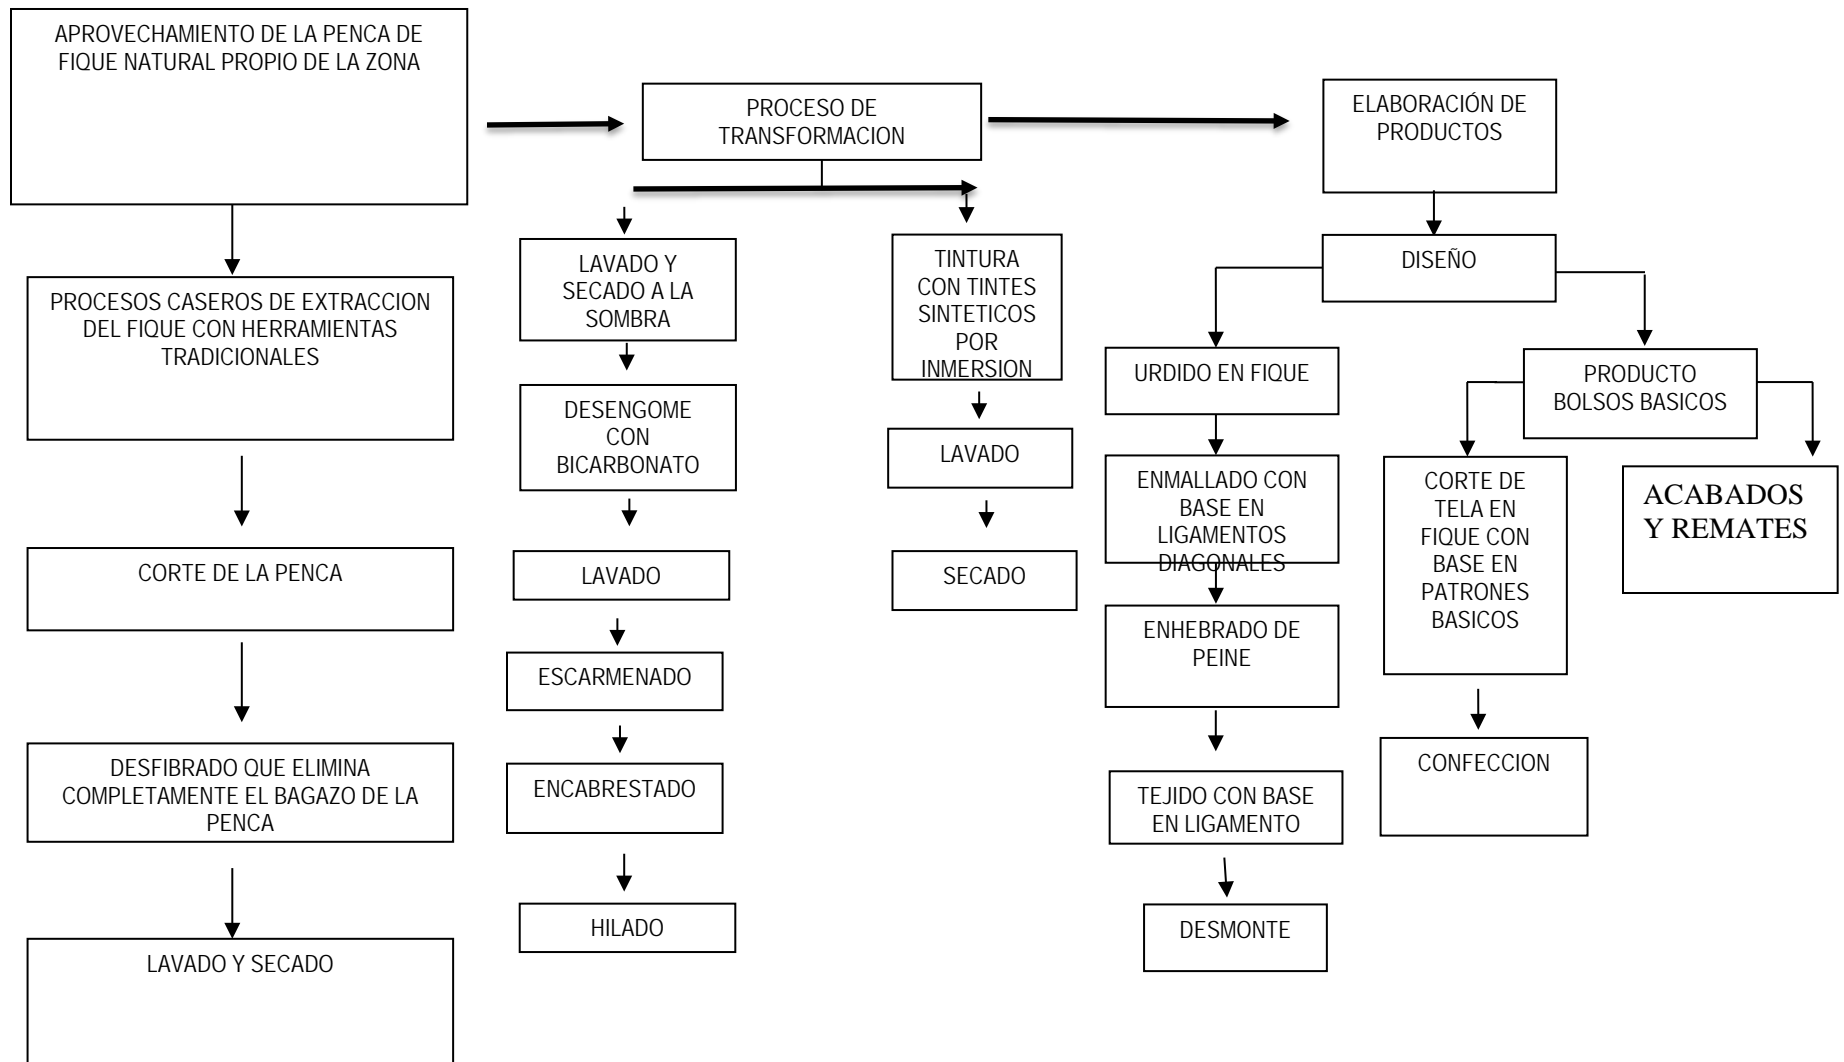 APROVECHAMIENTO DE LA PENCA DE
FIQUE NATURAL PROPIO DE LA ZONA
PROCESOS CASEROS DE EXTRACCION
DEL FIQUE CON HERRAMIENTAS
TRADICIONALES
CORTE DE LA PENCA
DESFIBRADO QUE ELIMINA
COMPLETAMENTE EL BAGAZO DE LA
PENCA
LAVADO Y SECADO
PROCESO DE
TRANSFORMACION
LAVADO Y
SECADO A LA
SOMBRA
DESENGOME
CON
BICARBONATO
LAVADO
ESCARMENADO
ENCABRESTADO
HILADO
TINTURA
CON TINTES
SINTETICOS
POR
INMERSION
LAVADO
SECADO
ELABORACIÓN DE
PRODUCTOS
DISEÑO
URDIDO EN FIQUE
ENMALLADO CON
BASE EN
LIGAMENTOS
DIAGONALES
ENHEBRADO DE
PEINE
TEJIDO CON BASE
EN LIGAMENTO
DESMONTE
PRODUCTO
BOLSOS BASICOS
CORTE DE
TELA EN
FIQUE CON
BASE EN
PATRONES
BASICOS
CONFECCION
ACABADOS
Y REMATES